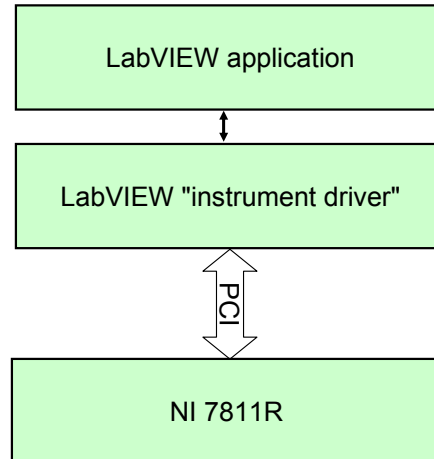 LabVIEW application
LabVIEW "instrument driver"
PCI
NI 7811R